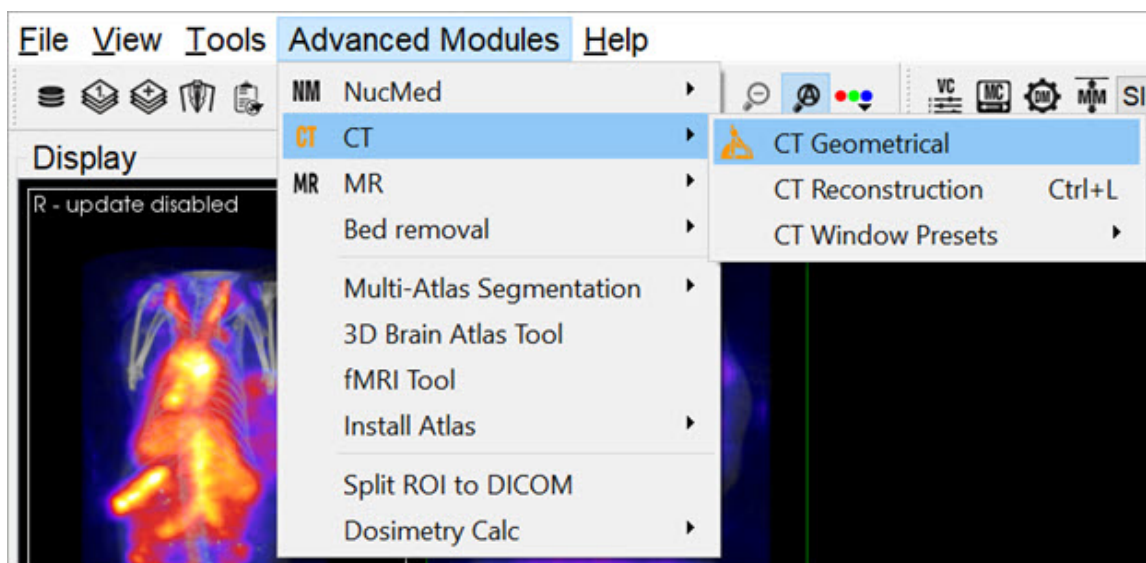 File View Tools Advanced Modules Help
NM NucMed
VC MC DM MM
CT CT
CT Geometrical
Display
MR MR
CT Reconstruction Ctrl+L
R - update disabled
Bed removal
CT Window Presets
Multi-Atlas Segmentation
3D Brain Atlas Tool
fMRI Tool
Install Atlas
Split ROI to DICOM
Dosimetry Calc